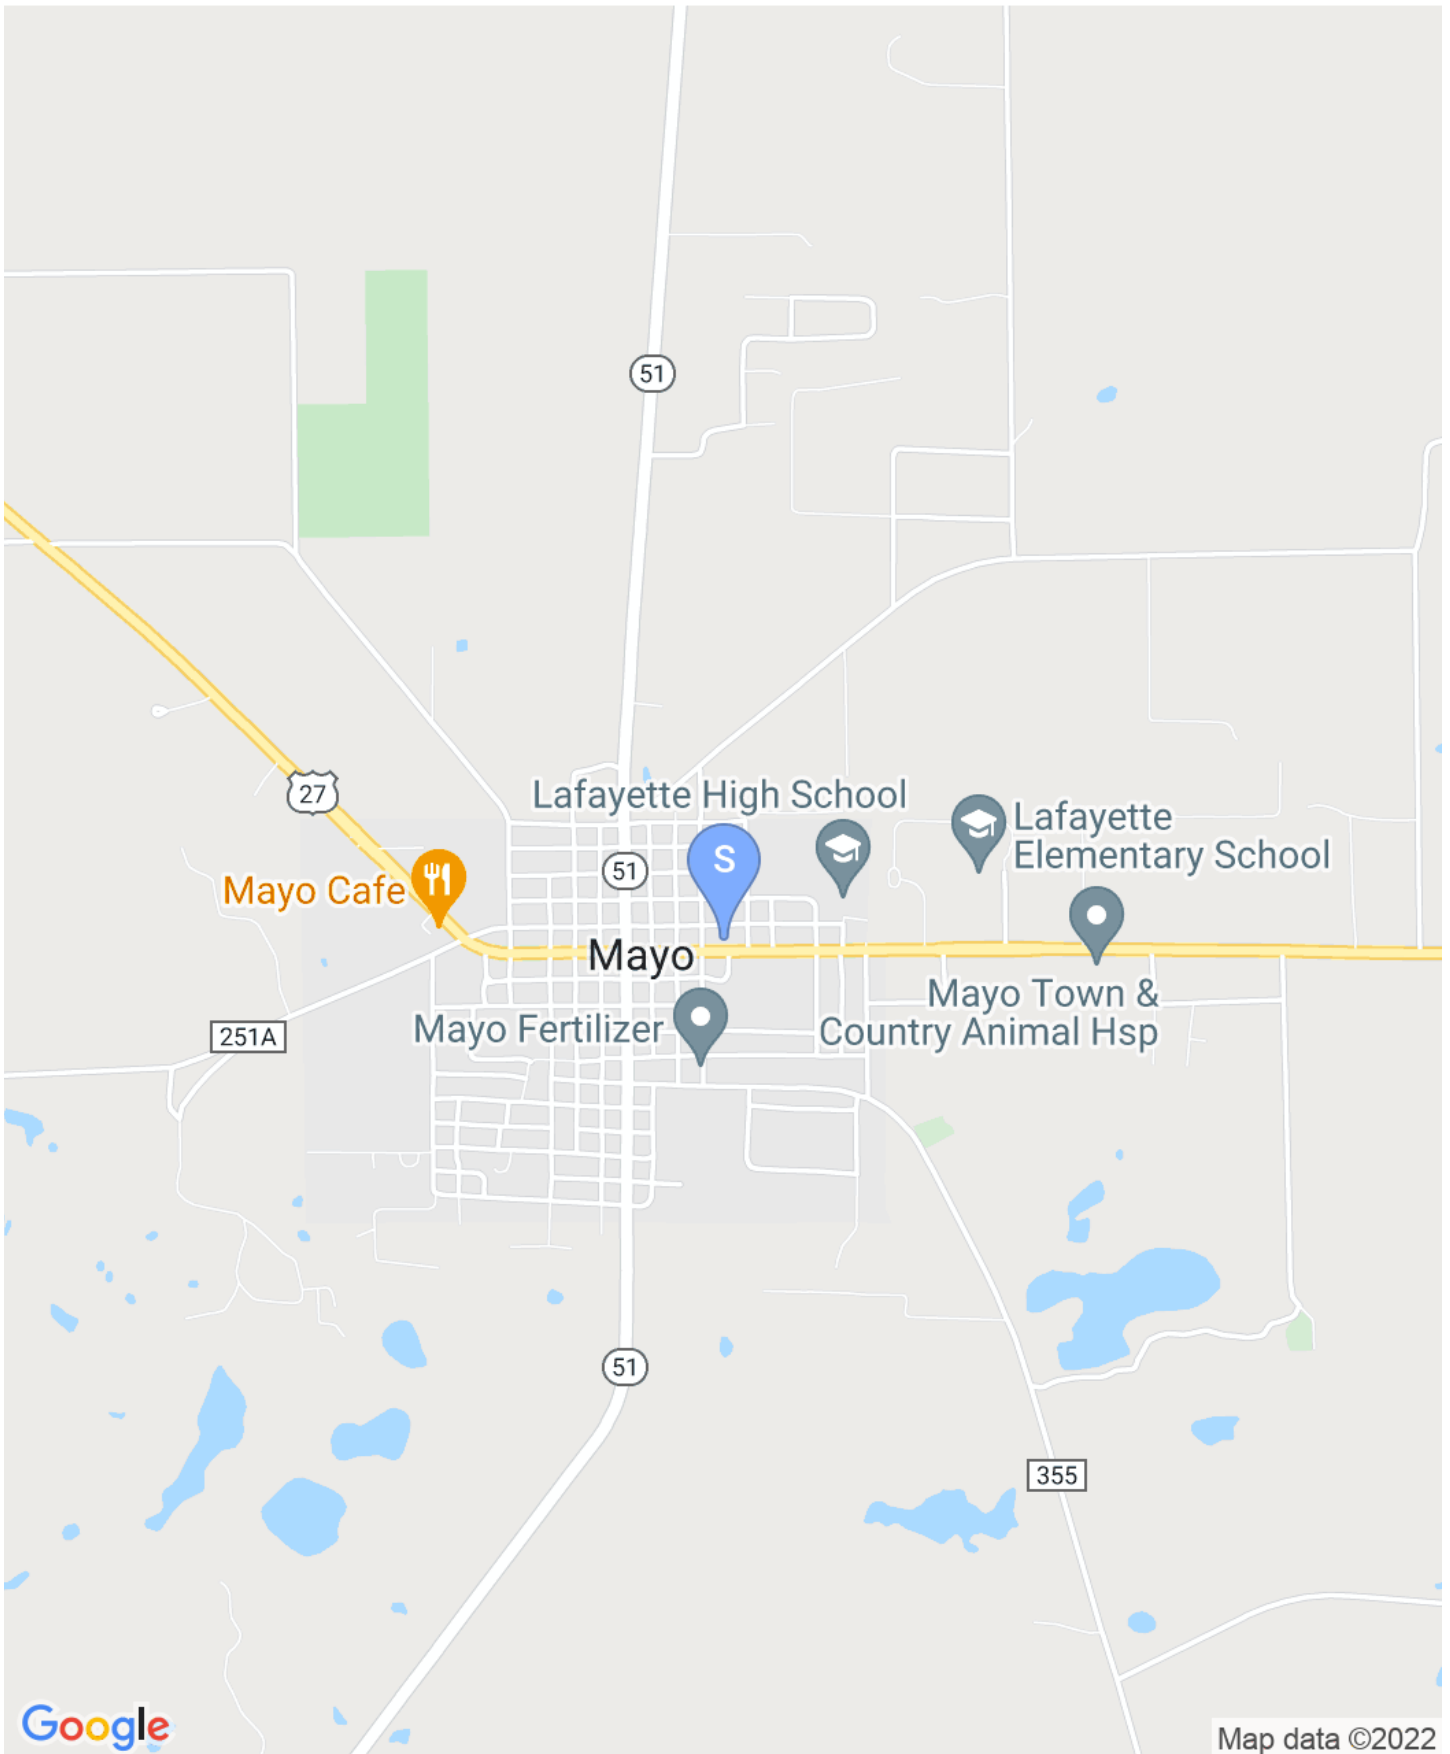 51
27
Lafayette High School
Lafayette
Elementary School
51
S
Mayo Cafe
Mayo
251A
Mayo Fertilizer
Mayo Town &
Country Animal Hsp
51
355
Google
Map data ©2022